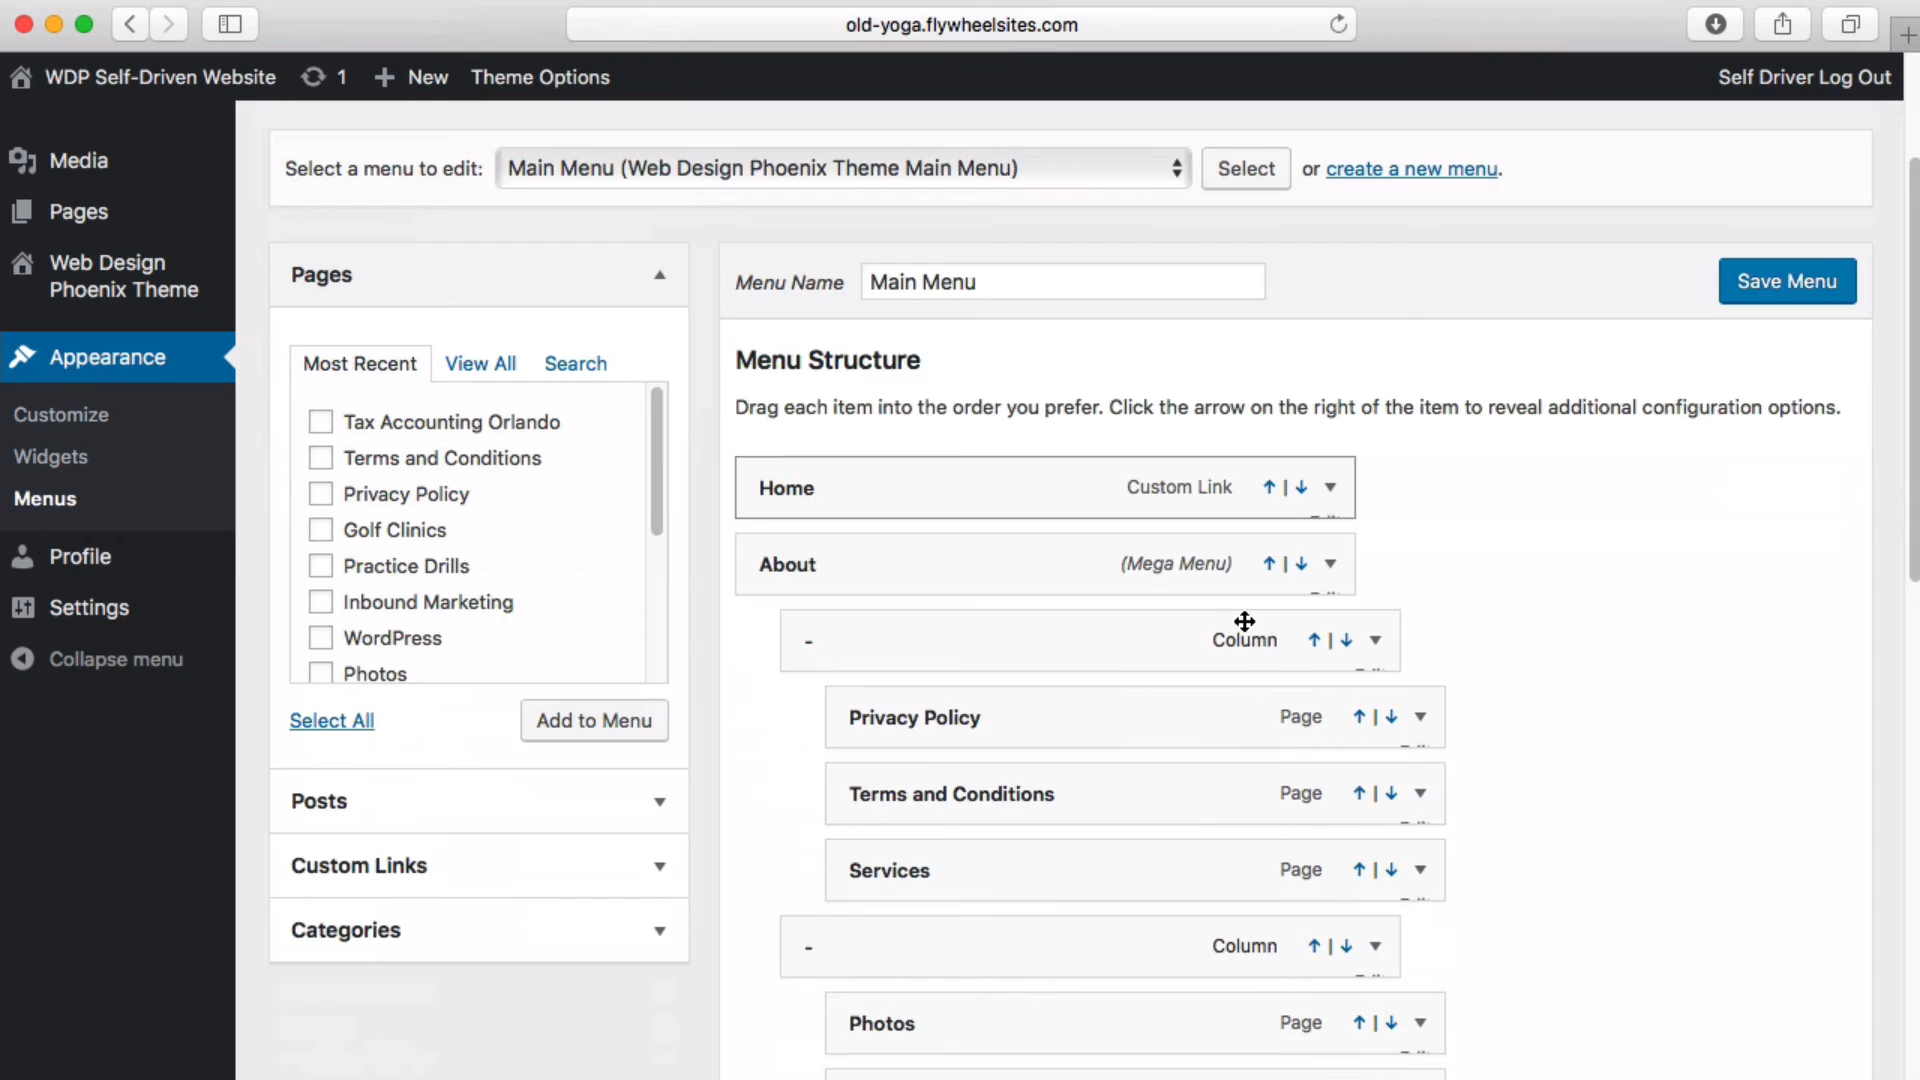 old-yoga.flywheelsites.com
WDP Self-Driven Website 1 New Theme Options Self Driver Log Out
Media
Pages
Web Design
Phoenix Theme
Appearance
Customize
Widgets
Menus
Profile
Settings
Collapse menu
Select a menu to edit: Main Menu (Web Design Phoenix Theme Main Menu) Select or create a new menu.
Pages
Most Recent View All Search
Tax Accounting Orlando
Terms and Conditions
Privacy Policy
Golf Clinics
Practice Drills
Inbound Marketing
WordPress
Photos
Select All Add to Menu
Posts
Custom Links
Categories
Menu Name Main Menu Save Menu
Menu Structure
Drag each item into the order you prefer. Click the arrow on the right of the item to reveal additional configuration options.
Home Custom Link ↑ | ↓
About (Mega Menu) ↑ | ↓
- Column ↑ | ↓
Privacy Policy Page ↑ | ↓
Terms and Conditions Page ↑ | ↓
Services Page ↑ | ↓
- Column ↑ | ↓
Photos Page ↑ | ↓